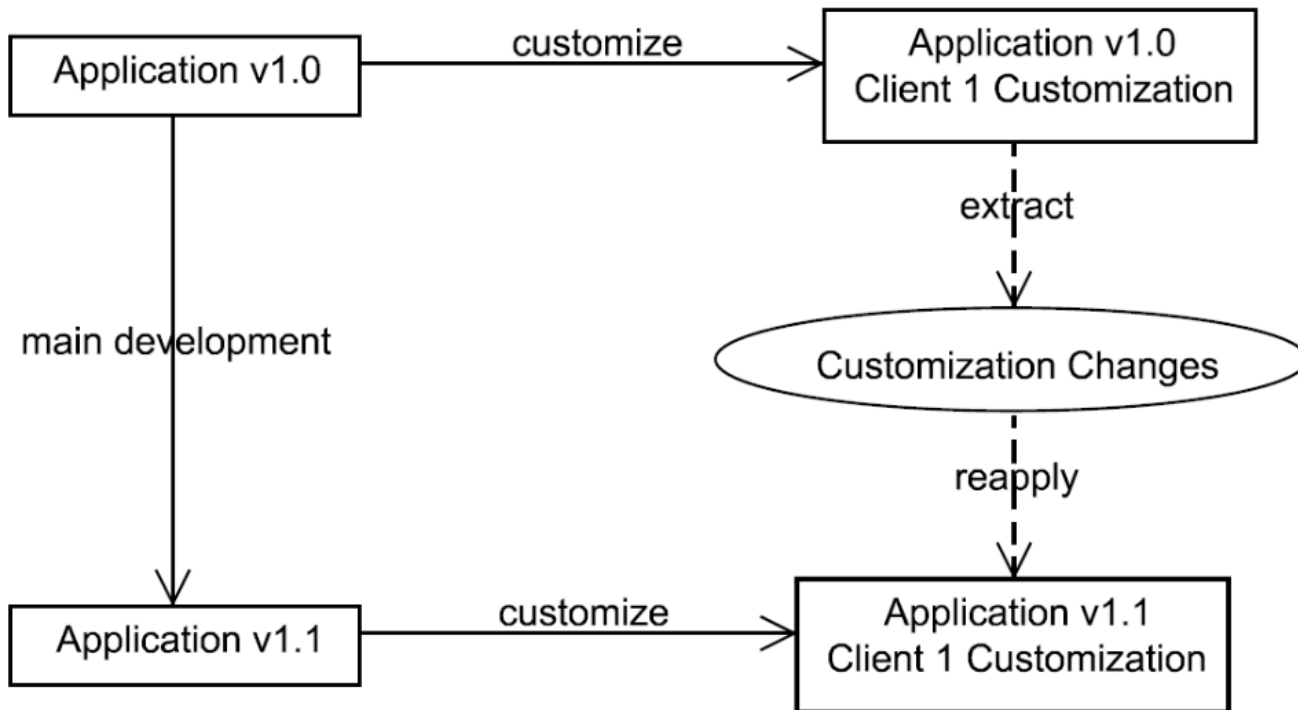 Application v1.0
customize
Application v1.0
Client 1 Customization
extract
main development
Customization Changes
reapply
Application v1.1
customize
Application v1.1
Client 1 Customization